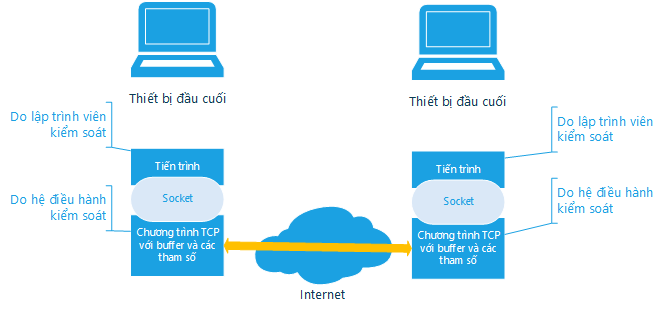 Thiết bị đầu cuối
Thiết bị đầu cuối
Do lập trình viên
kiểm soát
Do lập trình viên
kiểm soát
Tiến trình
Tiến trình
Do hệ điều hành
kiểm soát
Socket
Socket
Do hệ điều hành
kiểm soát
Chương trình TCP
với buffer và các
tham số
Chương trình TCP
với buffer và các
tham số
Internet